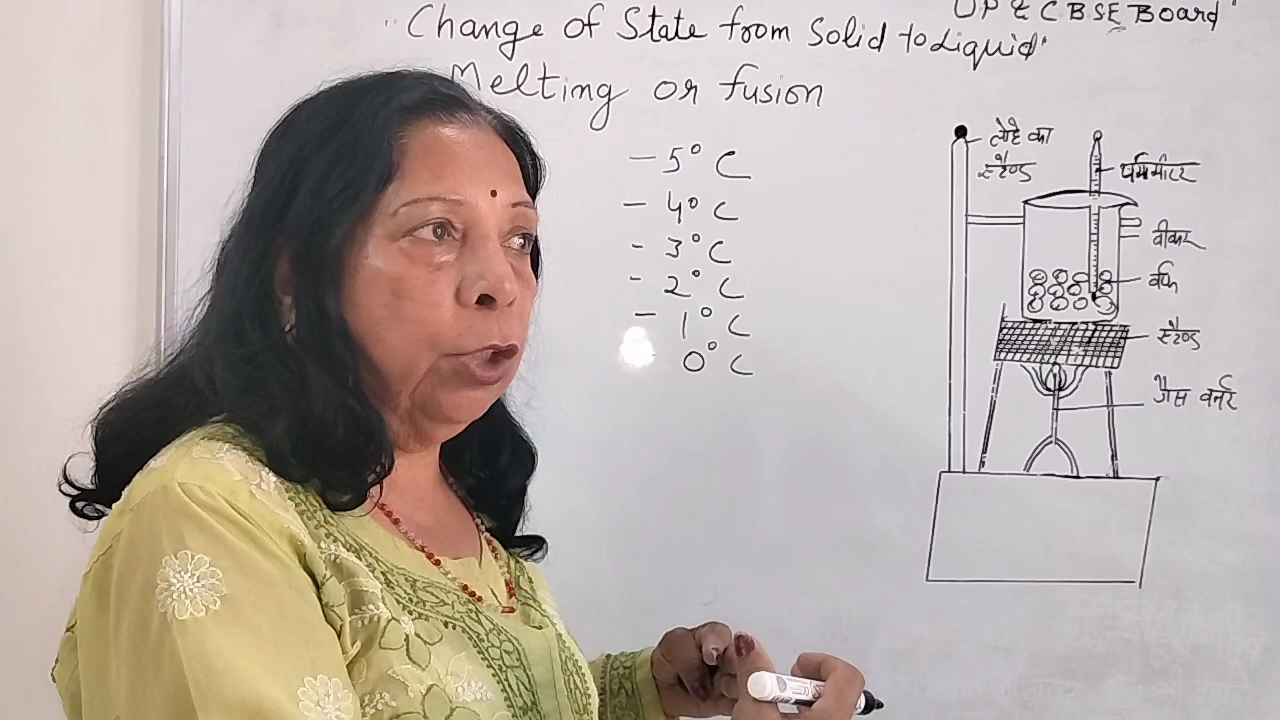 UP & CBSE Board"
"Change of State from Solid to Liquid"
Melting or fusion
-5° C
-4° C
-3° C
-2° C
-1° C
0° C
लोहे का
स्टैण्ड
थर्मामीटर
बीकर
बर्फ
स्टैण्ड
गैस बर्नर